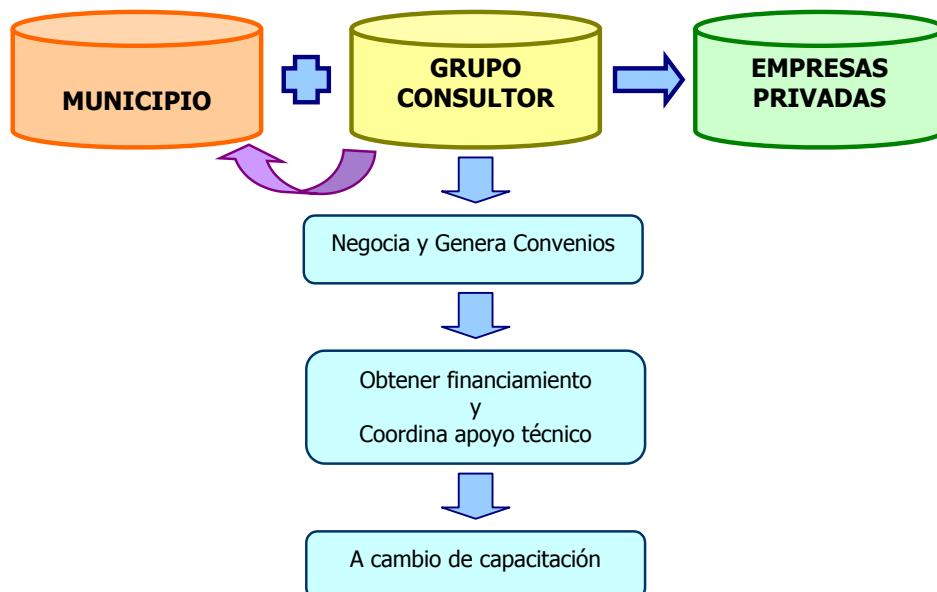 MUNICIPIO
GRUPO
CONSULTOR
EMPRESAS
PRIVADAS
Negocia y Genera Convenios
Obtener financiamiento
y
Coordina apoyo técnico
A cambio de capacitación